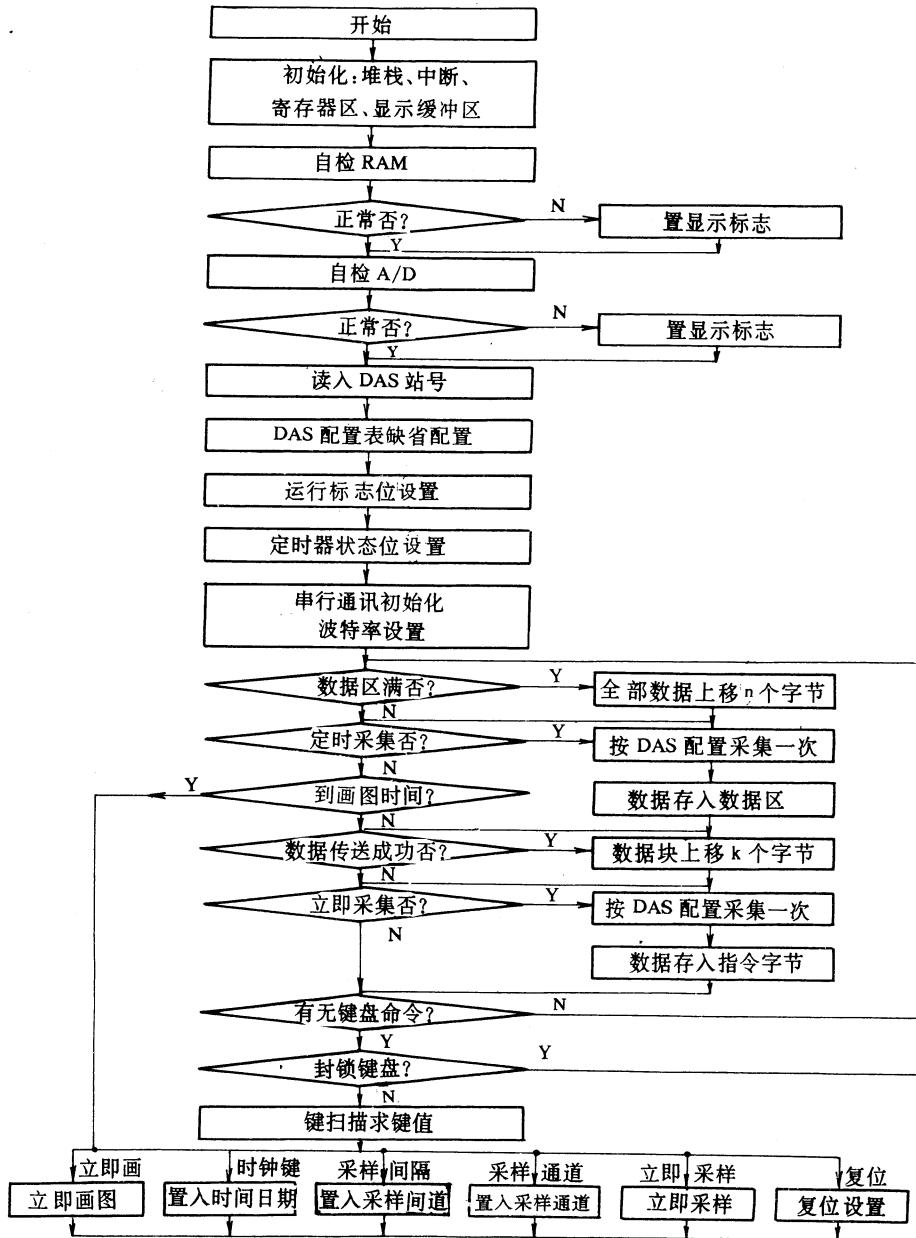 开始
初始化：堆栈、中断、
寄存器区、显示缓冲区
自检 RAM
正常否？
N
置显示标志
Y
自检 A/D
正常否？
N
置显示标志
Y
读入 DAS 站号
DAS 配置表缺省配置
运行标志位设置
定时器状态位设置
串行通讯初始化
波特率设置
数据区满否？
Y
全部数据上移 n 个字节
N
定时采集否？
Y
按 DAS 配置采集一次
N
Y
到画图时间？
数据存入数据区
N
数据传送成功否？
Y
数据块上移 k 个字节
N
立即采集否？
Y
按 DAS 配置采集一次
N
数据存入指令字节
有无键盘命令？
N
Y
封锁键盘？
Y
N
键扫描求键值
立即画
时钟键
采样间隔
采样通道
立即采样
复位
立即画图
置入时间日期
置入采样间道
置入采样通道
立即采样
复位设置